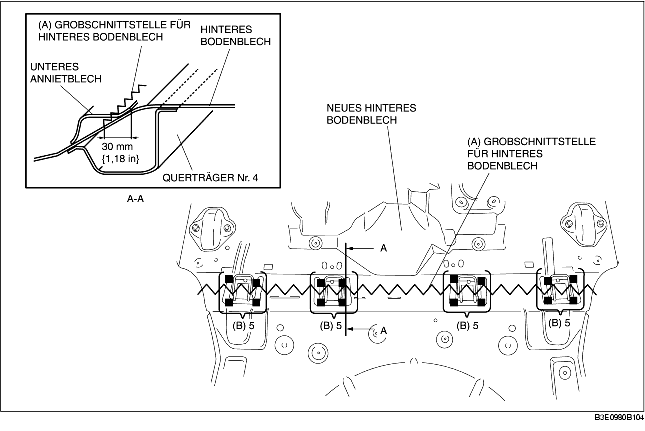 (A) GROBSCHNITTSTELLE FÜR
HINTERES BODENBLECH
HINTERES
BODENBLECH
UNTERES
ANNIETBLECH
30 mm
{1,18 in}
QUERTRÄGER Nr. 4
A-A
NEUES HINTERES
BODENBLECH
(A) GROBSCHNITTSTELLE
FÜR HINTERES
BODENBLECH
A
(B) 5
(B) 5
(B) 5
(B) 5
A
B3E0980B104